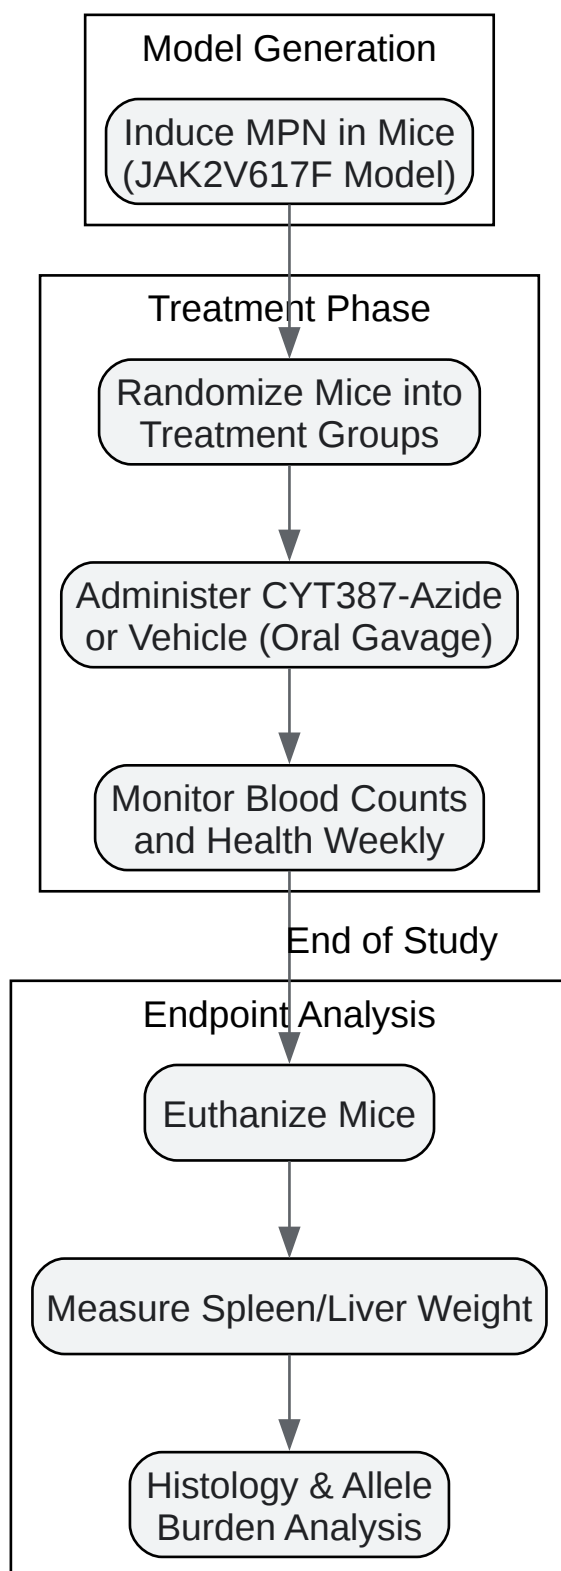 Model Generation
Induce MPN in Mice
(JAK2V617F Model)
Treatment Phase
Randomize Mice into
Treatment Groups
Administer CYT387-Azide
or Vehicle (Oral Gavage)
Monitor Blood Counts
and Health Weekly
End of Study
Endpoint Analysis
Euthanize Mice
Measure Spleen/Liver Weight
Histology & Allele
Burden Analysis